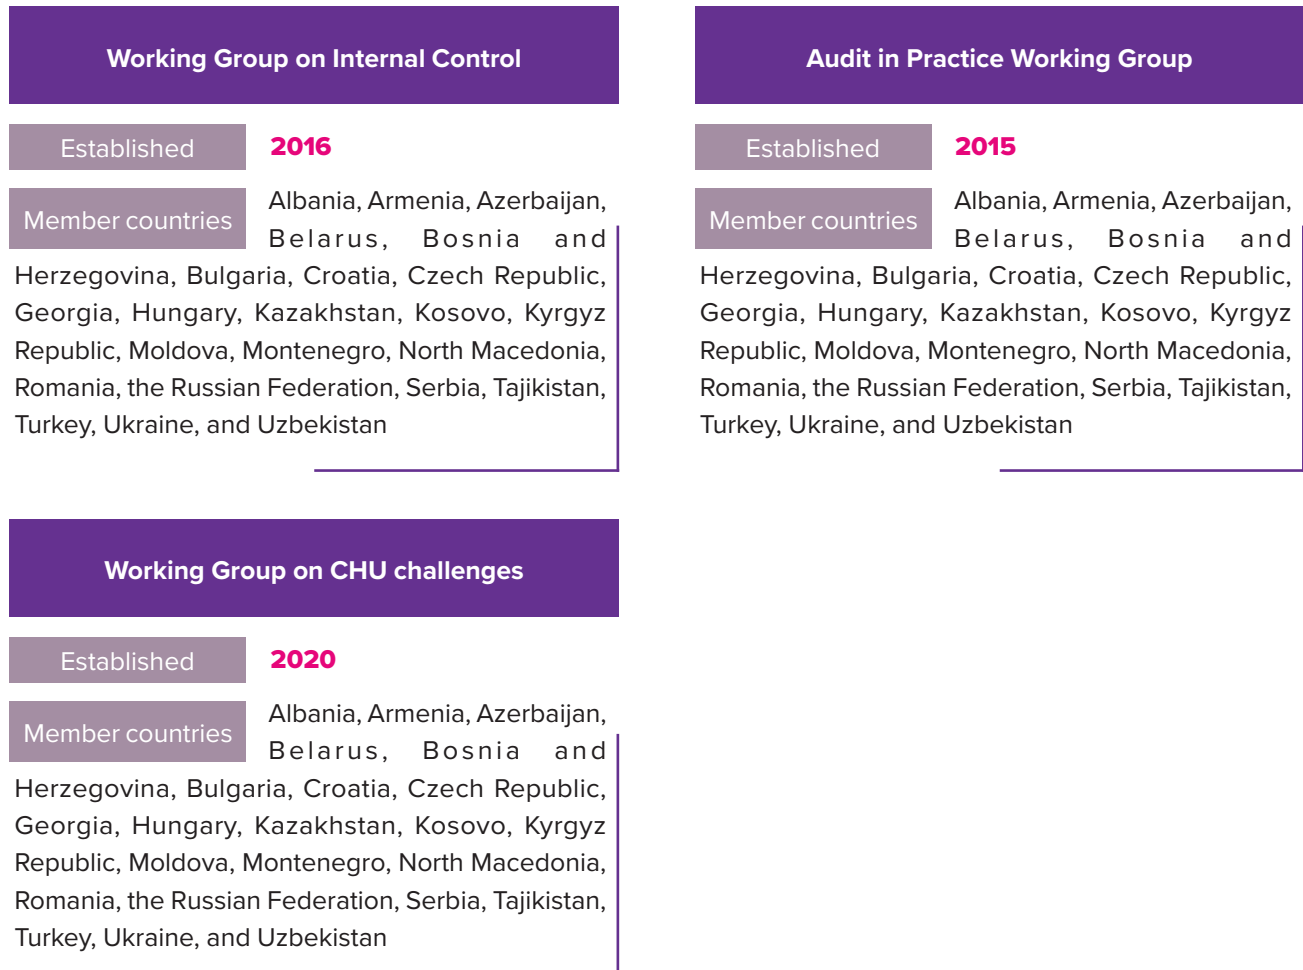 Working Group on Internal Control
Established
2016
Member countries
Albania, Armenia, Azerbaijan,
Belarus, Bosnia and
Herzegovina, Bulgaria, Croatia, Czech Republic,
Georgia, Hungary, Kazakhstan, Kosovo, Kyrgyz
Republic, Moldova, Montenegro, North Macedonia,
Romania, the Russian Federation, Serbia, Tajikistan,
Turkey, Ukraine, and Uzbekistan
Audit in Practice Working Group
Established
2015
Member countries
Albania, Armenia, Azerbaijan,
Belarus, Bosnia and
Herzegovina, Bulgaria, Croatia, Czech Republic,
Georgia, Hungary, Kazakhstan, Kosovo, Kyrgyz
Republic, Moldova, Montenegro, North Macedonia,
Romania, the Russian Federation, Serbia, Tajikistan,
Turkey, Ukraine, and Uzbekistan
Working Group on CHU challenges
Established
2020
Member countries
Albania, Armenia, Azerbaijan,
Belarus, Bosnia and
Herzegovina, Bulgaria, Croatia, Czech Republic,
Georgia, Hungary, Kazakhstan, Kosovo, Kyrgyz
Republic, Moldova, Montenegro, North Macedonia,
Romania, the Russian Federation, Serbia, Tajikistan,
Turkey, Ukraine, and Uzbekistan